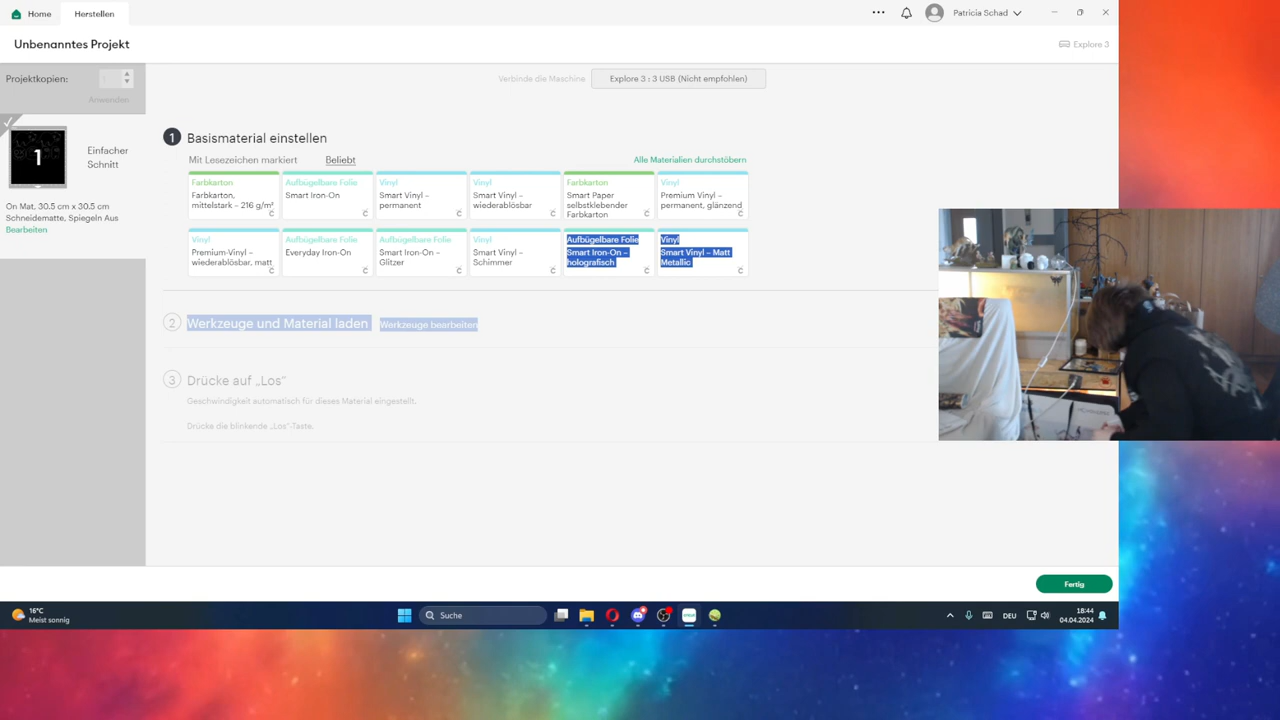 Home
Herstellen
Patricia Schad
Unbenanntes Projekt
Explore 3
Projektkopien:
1
Anwenden
Verbinde die Maschine
Explore 3 : 3 USB (Nicht empfohlen)
1
Einfacher
Schnitt
On Mat, 30.5 cm x 30.5 cm
Schneidematte, Spiegeln Aus
Bearbeiten
1 Basismaterial einstellen
Mit Lesezeichen markiert
Beliebt
Alle Materialien durchstöbern
Farbkarton
Farbkarton,
mittelstark – 216 g/m²
Aufbügelbare Folie
Smart Iron-On
Vinyl
Smart Vinyl –
permanent
Vinyl
Smart Vinyl –
wiederablösbar
Farbkarton
Smart Paper
selbstklebender
Farbkarton
Vinyl
Premium Vinyl –
permanent, glänzend
Vinyl
Premium-Vinyl –
wiederablösbar, matt
Aufbügelbare Folie
Everyday Iron-On
Aufbügelbare Folie
Smart Iron-On –
Glitzer
Vinyl
Smart Vinyl –
Schimmer
Aufbügelbare Folie
Smart Iron-On –
holografisch
Vinyl
Smart Vinyl – Matt
Metallic
2 Werkzeuge und Material laden
Werkzeuge bearbeiten
3 Drücke auf „Los“
Geschwindigkeit automatisch für dieses Material eingestellt.
Drücke die blinkende „Los“-Taste.
Fertig
16°C
Meist sonnig
Suche
DEU
18:44
04.04.2024